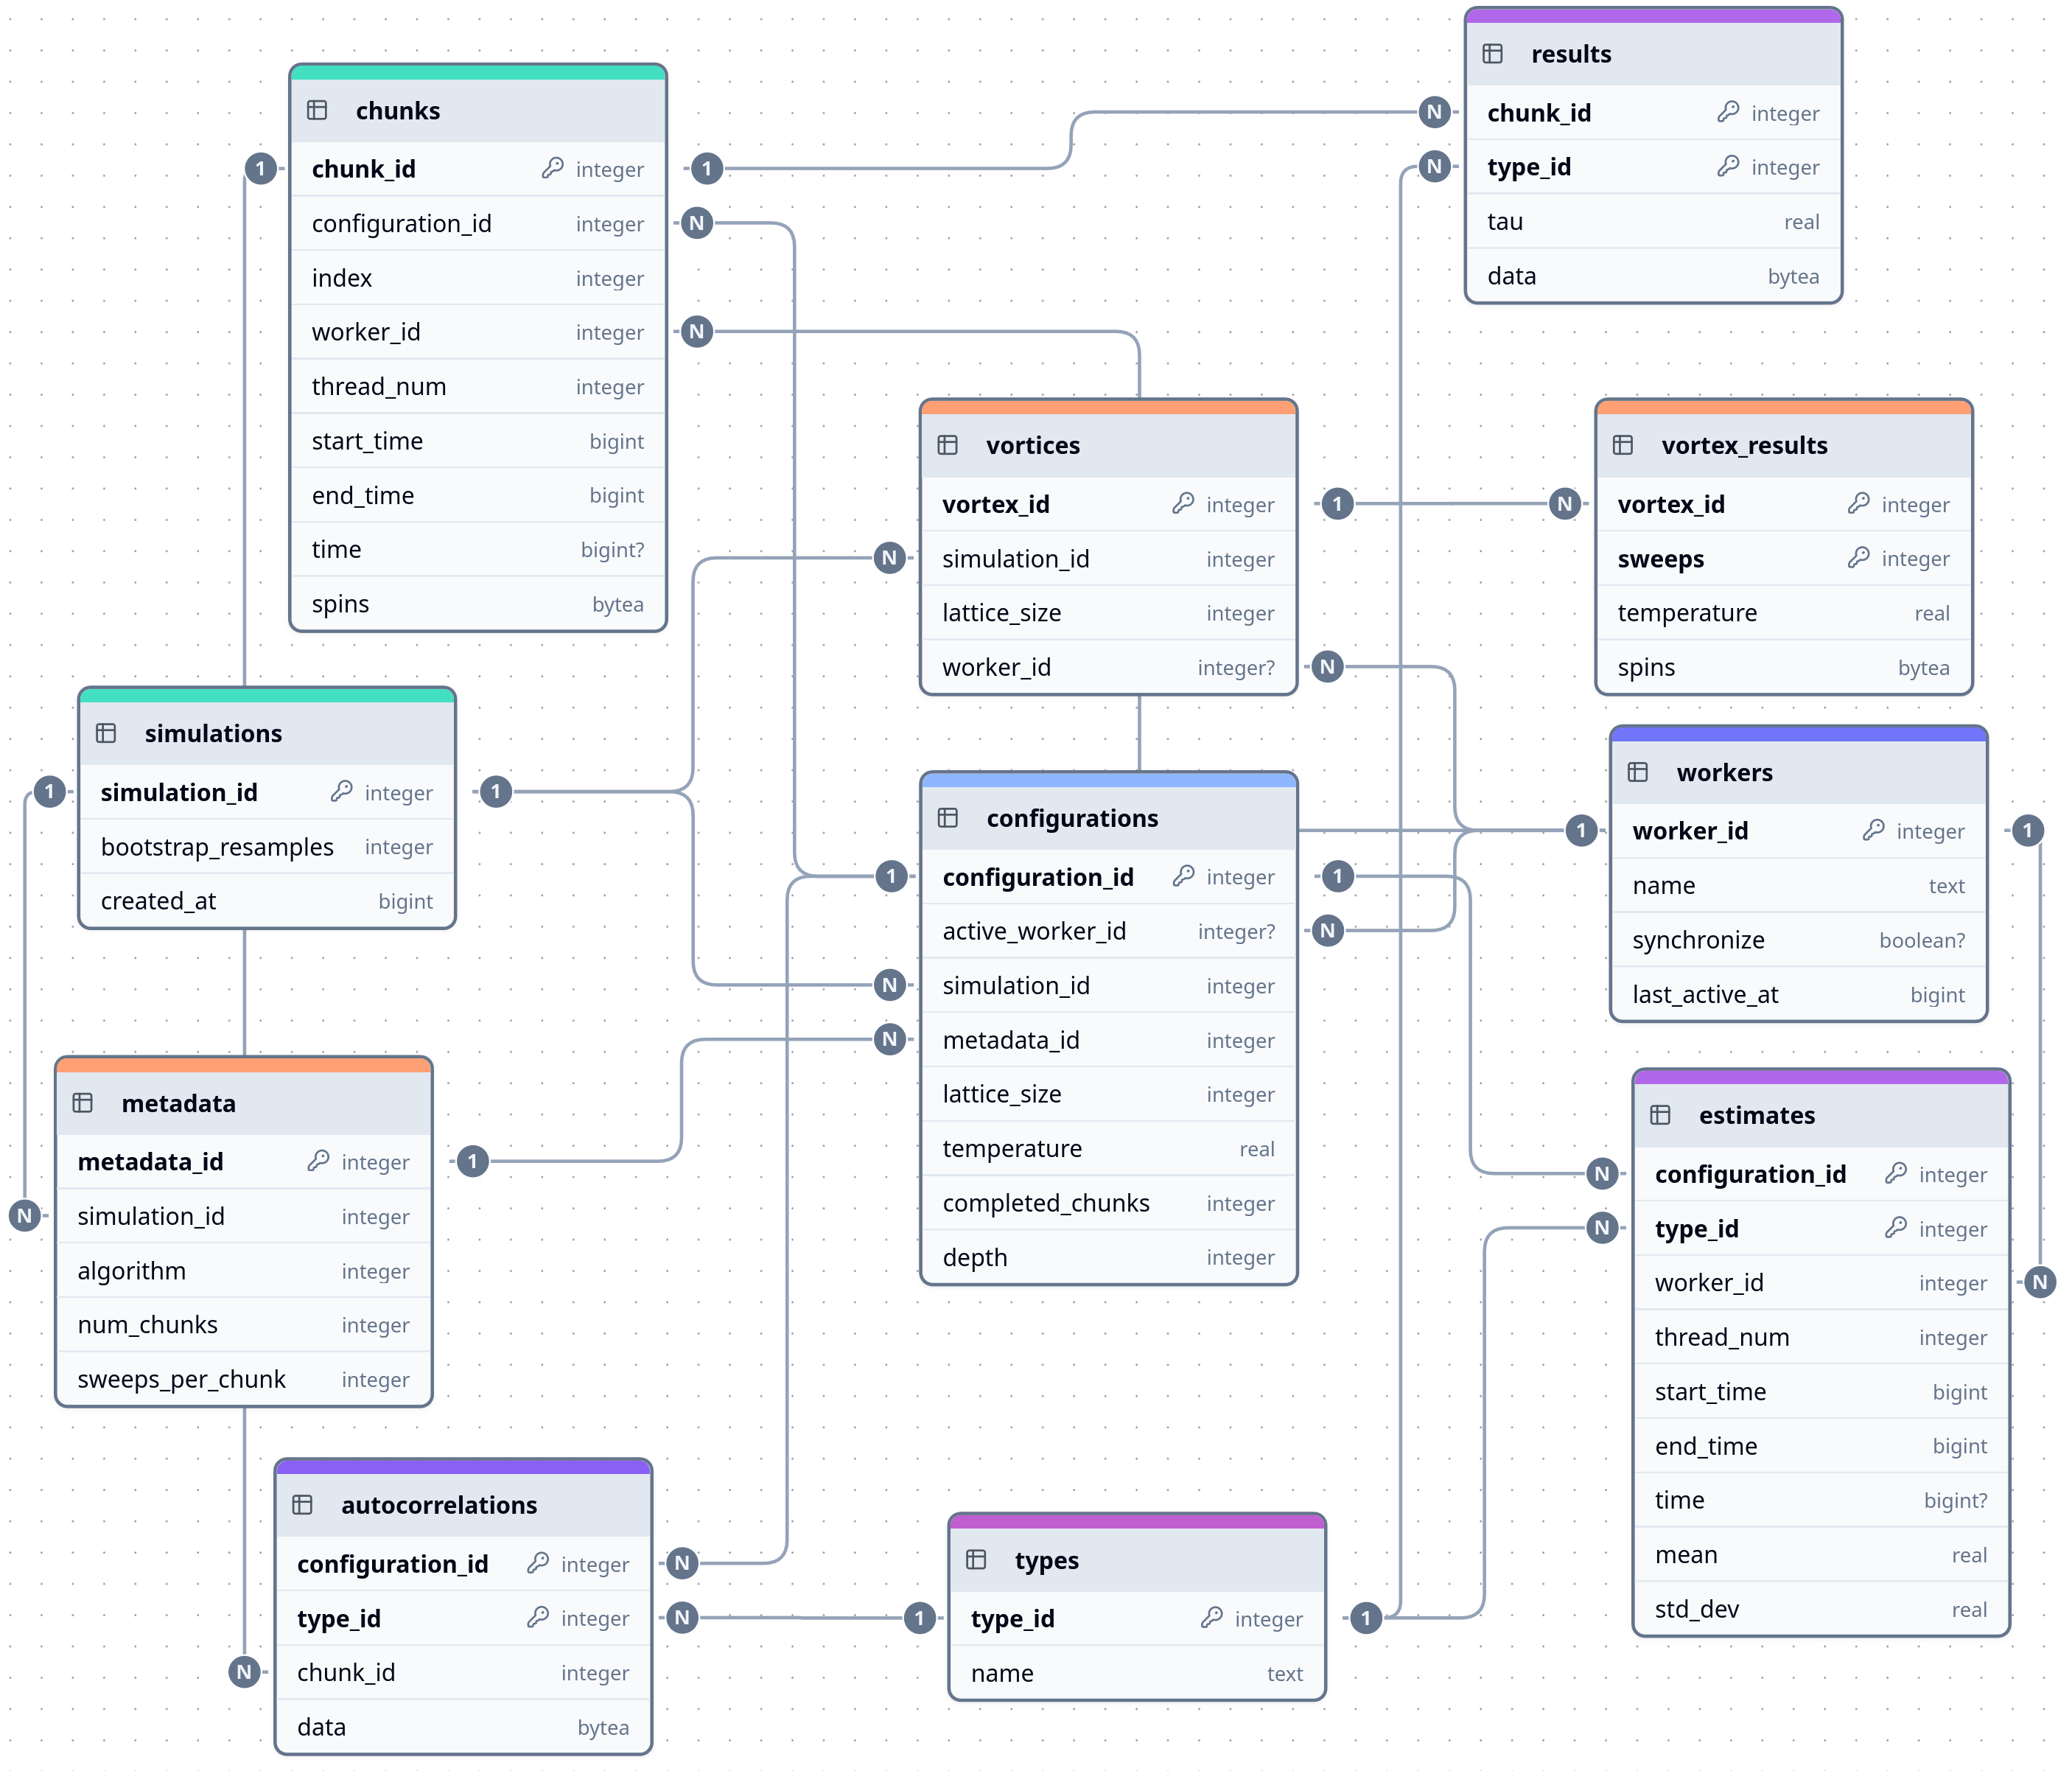 results
chunk_id integer
type_id integer
tau real
data bytea
chunks
chunk_id integer
configuration_id integer
index integer
worker_id integer
thread_num integer
start_time bigint
end_time bigint
time bigint?
spins bytea
vortices
vortex_id integer
simulation_id integer
lattice_size integer
worker_id integer?
vortex_results
vortex_id integer
sweeps integer
temperature real
spins bytea
simulations
simulation_id integer
bootstrap_resamples integer
created_at bigint
configurations
configuration_id integer
active_worker_id integer?
simulation_id integer
metadata_id integer
lattice_size integer
temperature real
completed_chunks integer
depth integer
workers
worker_id integer
name text
synchronize boolean?
last_active_at bigint
metadata
metadata_id integer
simulation_id integer
algorithm integer
num_chunks integer
sweeps_per_chunk integer
estimates
configuration_id integer
type_id integer
worker_id integer
thread_num integer
start_time bigint
end_time bigint
time bigint?
mean real
std_dev real
autocorrelations
configuration_id integer
type_id integer
chunk_id integer
data bytea
types
type_id integer
name text
1
1
N
N
N
N
1
N
N
N
1
1
1
1
1
1
N
N
N
1
N
N
N
N
N
N
1
1
N